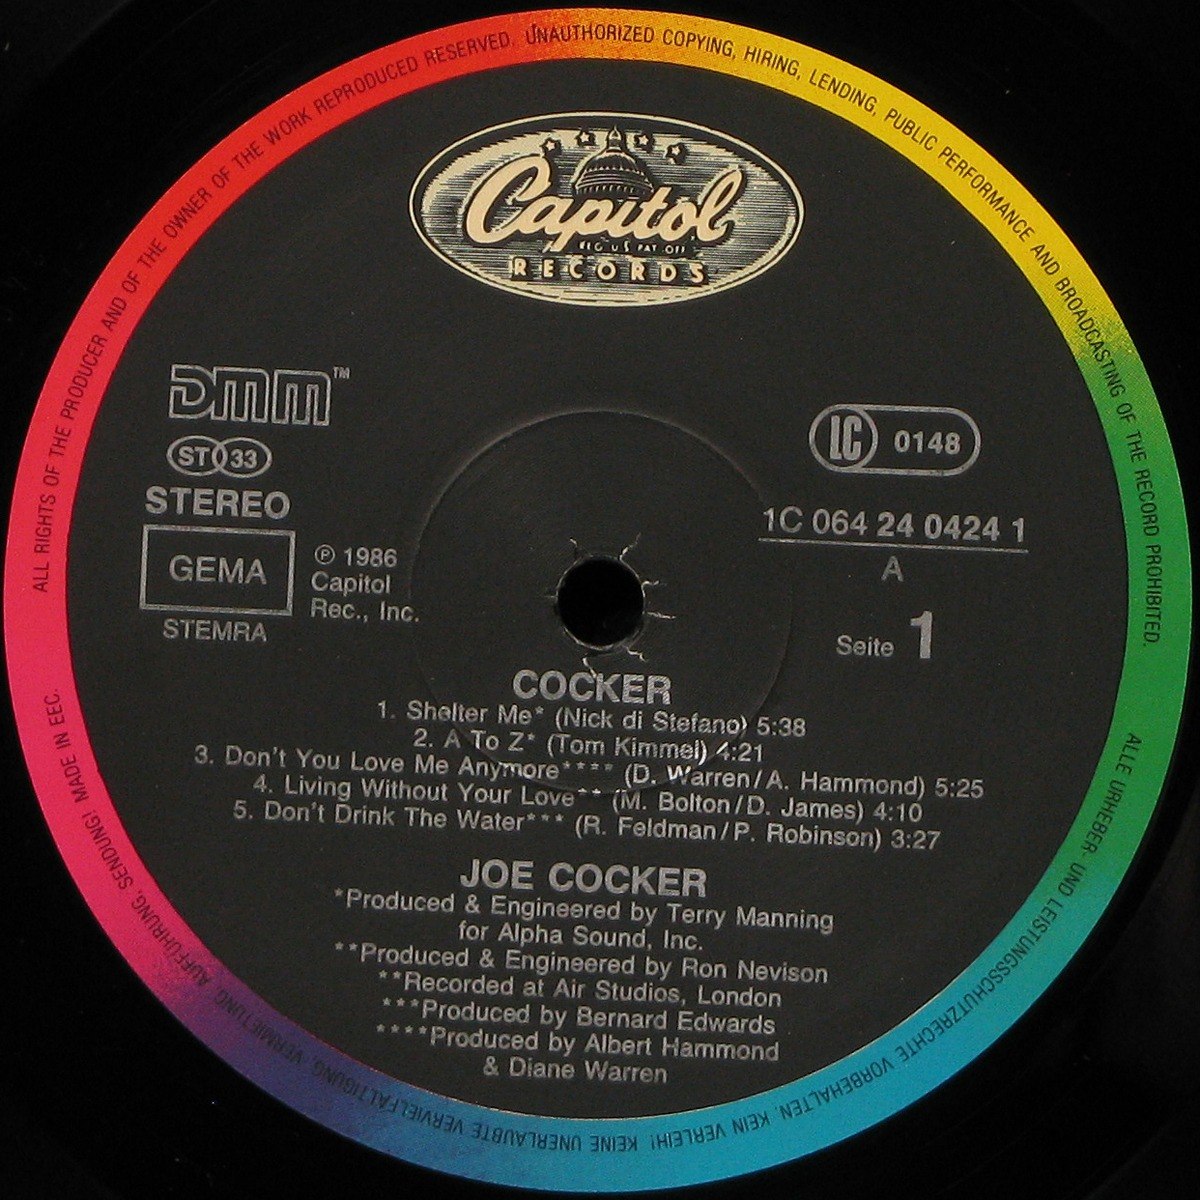 ALL RIGHTS OF THE PRODUCER AND OF THE OWNER OF THE WORK REPRODUCED RESERVED. UNAUTHORIZED COPYING, HIRING, LENDING, PUBLIC PERFORMANCE AND BROADCASTING OF THE RECORD PROHIBITED.
Capitol
REG U S PAT OFF
RECORDS
DMM™
ST 33
STEREO
GEMA
STEMRA
℗ 1986
Capitol
Rec., Inc.
LC 0148
1C 064 24 0424 1
A
Seite 1
COCKER
1. Shelter Me* (Nick di Stefano) 5:38
2. A To Z* (Tom Kimmel) 4:21
3. Don't You Love Me Anymore**** (D. Warren/A. Hammond) 5:25
4. Living Without Your Love** (M. Bolton/D. James) 4:10
5. Don't Drink The Water*** (R. Feldman/P. Robinson) 3:27
JOE COCKER
*Produced & Engineered by Terry Manning
for Alpha Sound, Inc.
**Produced & Engineered by Ron Nevison
**Recorded at Air Studios, London
***Produced by Bernard Edwards
****Produced by Albert Hammond
& Diane Warren
ALLE URHEBER- UND LEISTUNGSSCHUTZRECHTE VORBEHALTEN. KEIN VERLEIH! KEINE UNERLAUBTE VERVIELFÄLTIGUNG, VERMIETUNG, AUFFÜHRUNG, SENDUNG! MADE IN EEC.